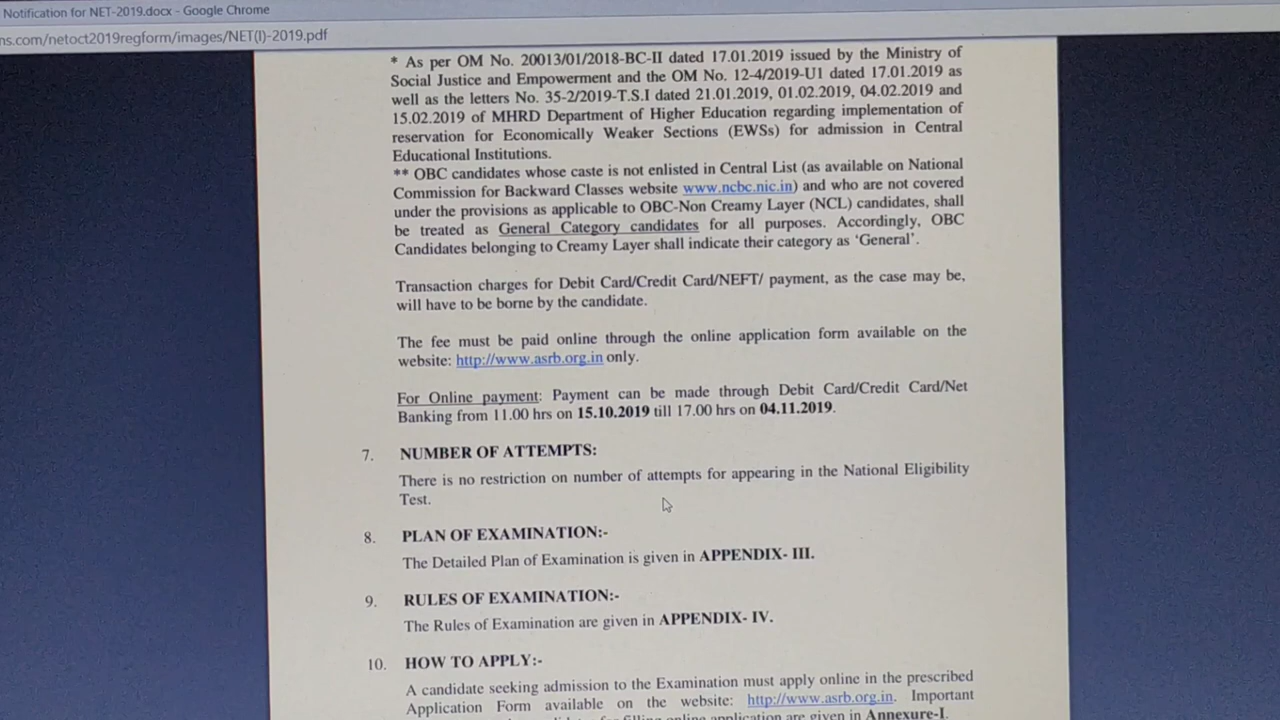 Notification for NET-2019.docx - Google Chrome
ns.com/netoct2019regform/images/NET(I)-2019.pdf
* As per OM No. 20013/01/2018-BC-II dated 17.01.2019 issued by the Ministry of
Social Justice and Empowerment and the OM No. 12-4/2019-U1 dated 17.01.2019 as
well as the letters No. 35-2/2019-T.S.I dated 21.01.2019, 01.02.2019, 04.02.2019 and
15.02.2019 of MHRD Department of Higher Education regarding implementation of
reservation for Economically Weaker Sections (EWSs) for admission in Central
Educational Institutions.
** OBC candidates whose caste is not enlisted in Central List (as available on National
Commission for Backward Classes website www.ncbc.nic.in) and who are not covered
under the provisions as applicable to OBC-Non Creamy Layer (NCL) candidates, shall
be treated as General Category candidates for all purposes. Accordingly, OBC
Candidates belonging to Creamy Layer shall indicate their category as ‘General’.
Transaction charges for Debit Card/Credit Card/NEFT/ payment, as the case may be,
will have to be borne by the candidate.
The fee must be paid online through the online application form available on the
website: http://www.asrb.org.in only.
For Online payment: Payment can be made through Debit Card/Credit Card/Net
Banking from 11.00 hrs on 15.10.2019 till 17.00 hrs on 04.11.2019.
7. NUMBER OF ATTEMPTS:
There is no restriction on number of attempts for appearing in the National Eligibility
Test.
8. PLAN OF EXAMINATION:-
The Detailed Plan of Examination is given in APPENDIX- III.
9. RULES OF EXAMINATION:-
The Rules of Examination are given in APPENDIX- IV.
10. HOW TO APPLY:-
A candidate seeking admission to the Examination must apply online in the prescribed
Application Form available on the website: http://www.asrb.org.in. Important
filling online application are given in Annexure-I.